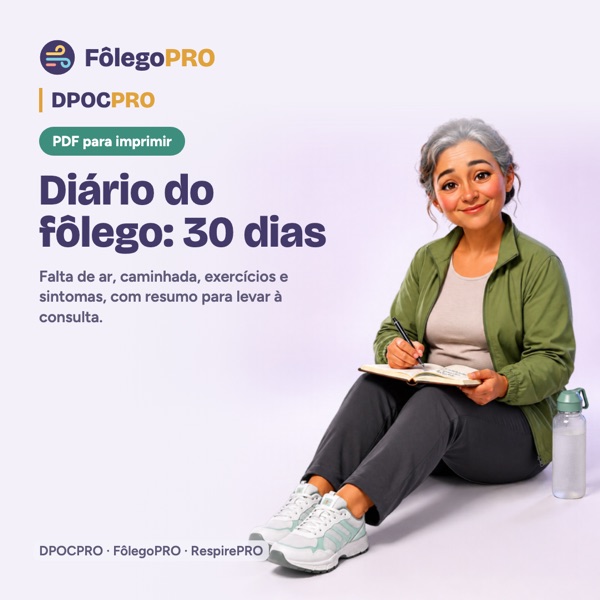 FôlegoPRO
DPOCPRO
PDF para imprimir
Diário do
fôlego: 30 dias
Falta de ar, caminhada, exercícios e
sintomas, com resumo para levar à
consulta.
DPOCPRO · FôlegoPRO · RespirePRO